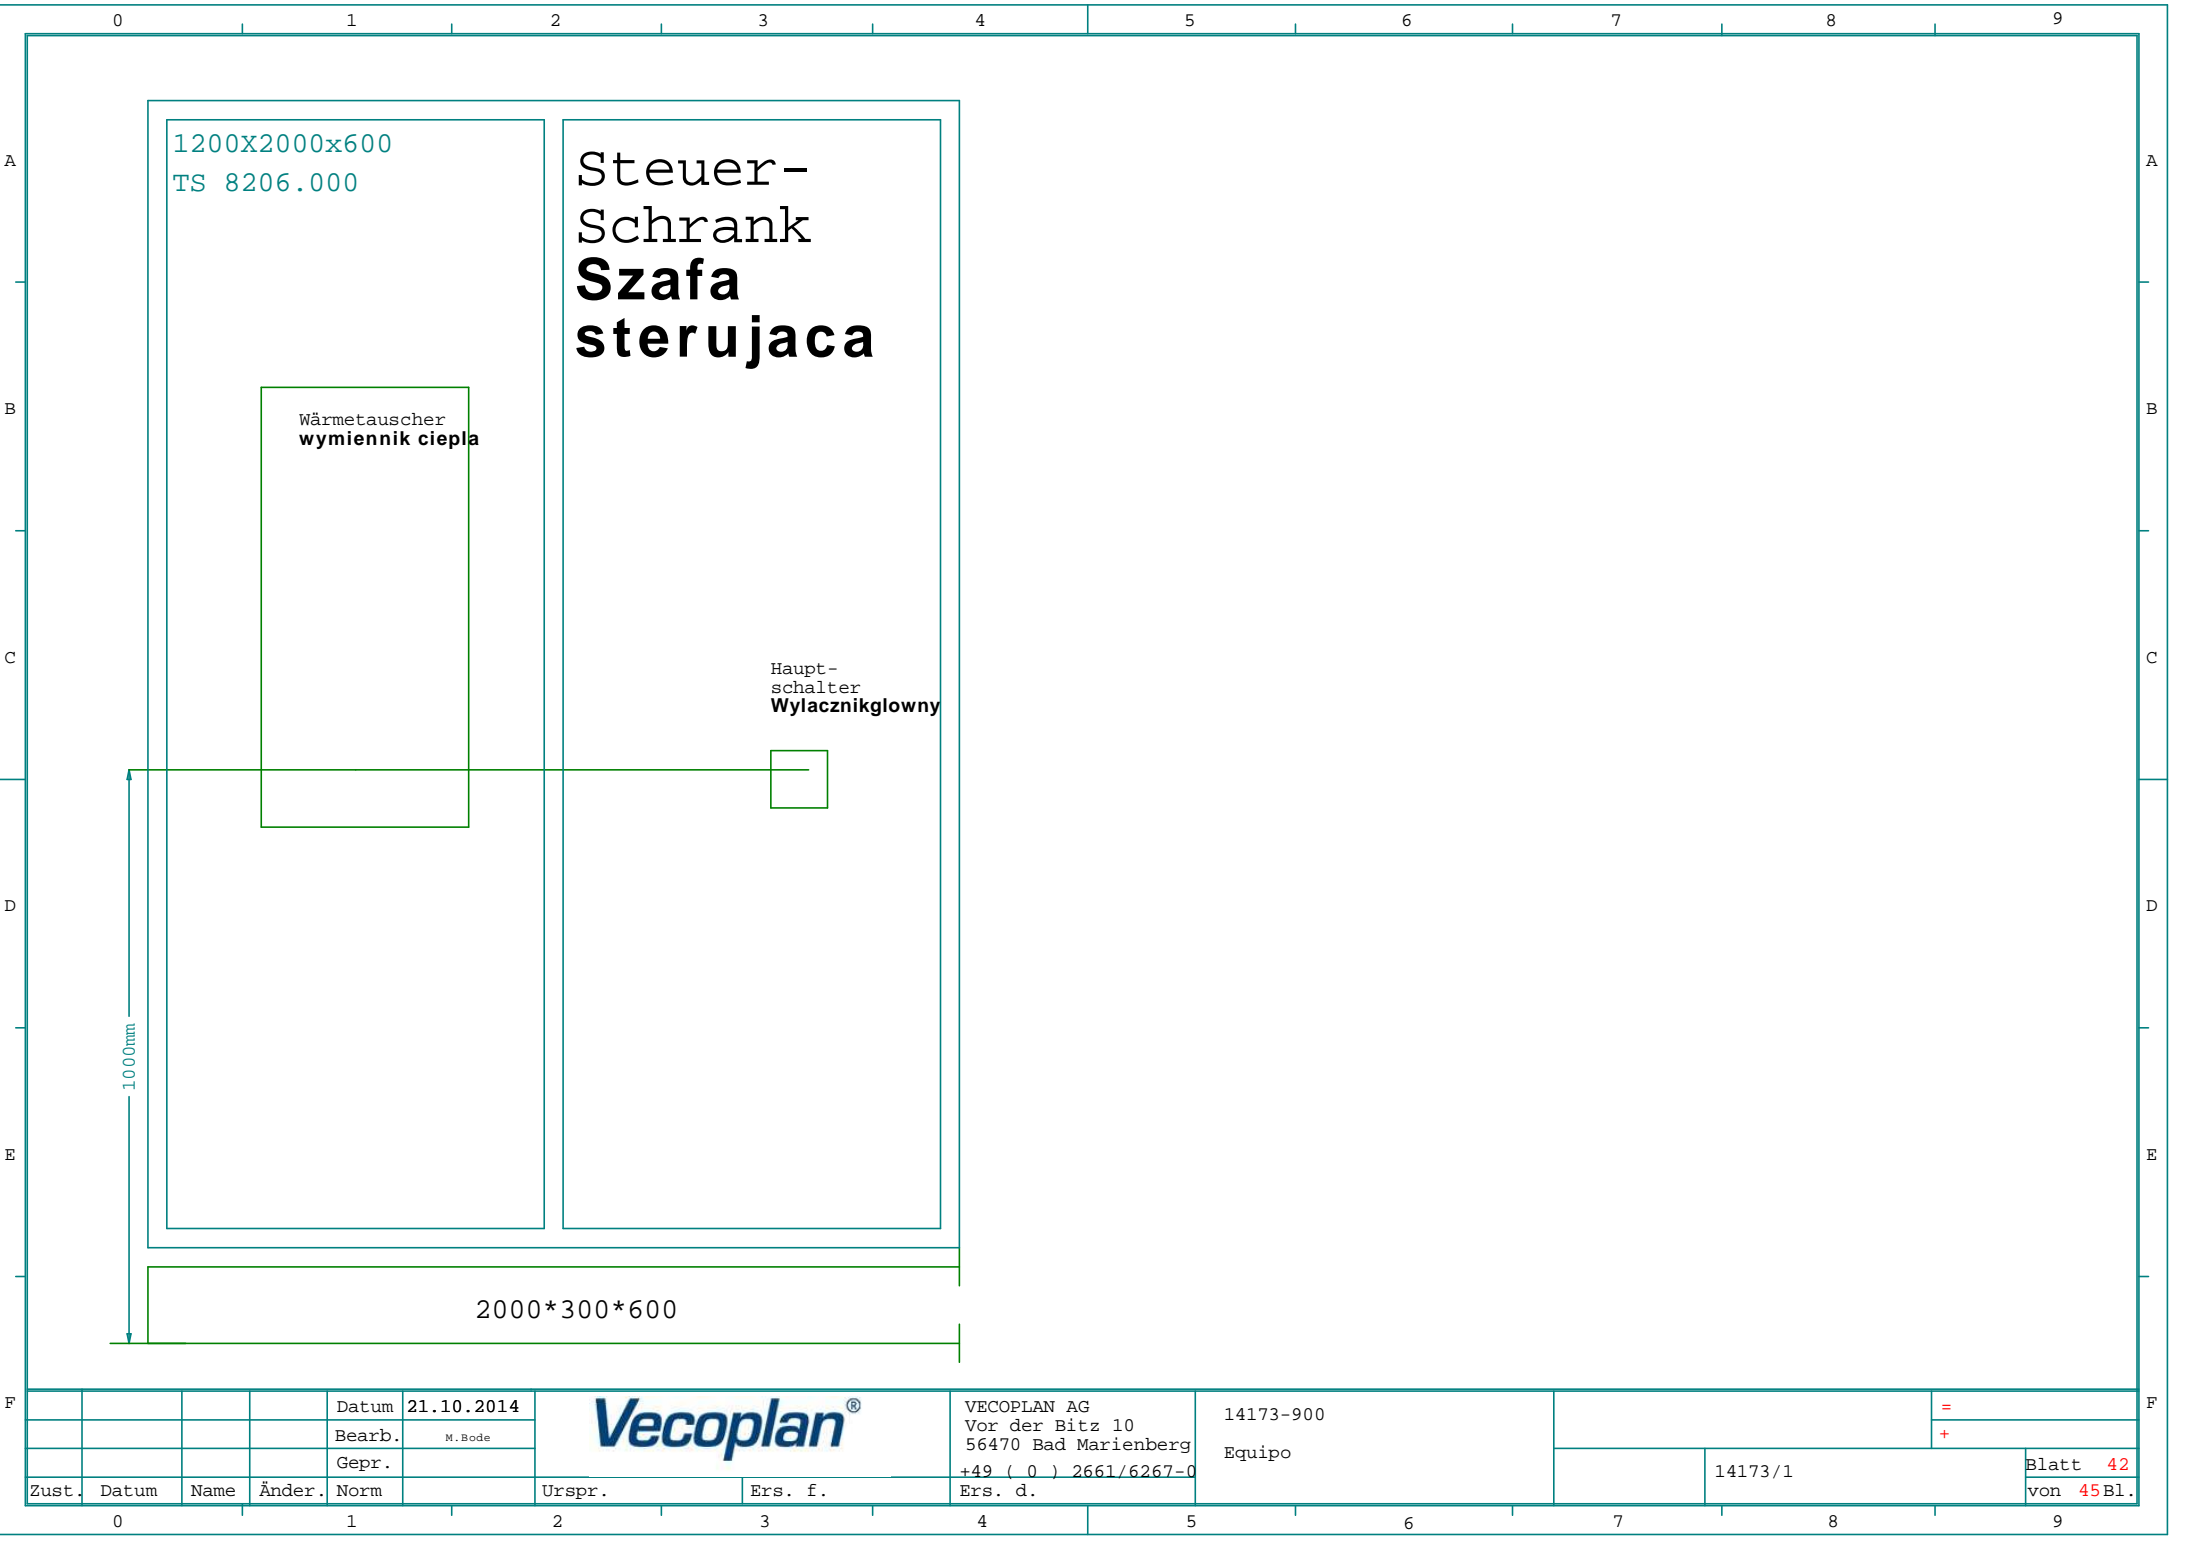 0 1 2 3 4 5 6 7 8 9
A A
1200X2000x600
TS 8206.000
Steuer-
Schrank
Szafa
sterujaca
B B
Wärmetauscher
wymiennik ciepla
C C
Haupt-
schalter
Wylacznikglowny
D D
1000mm
E E
2000*300*600
F F
Datum 21.10.2014
Bearb. M.Bode
Gepr.
Zust. Datum Name Änder. Norm
Vecoplan®
Urspr. Ers. f. Ers. d.
VECOPLAN AG
Vor der Bitz 10
56470 Bad Marienberg
+49 ( 0 ) 2661/6267-0
14173-900
Equipo
=
+
14173/1
Blatt 42
von 45 Bl.
0 1 2 3 4 5 6 7 8 9